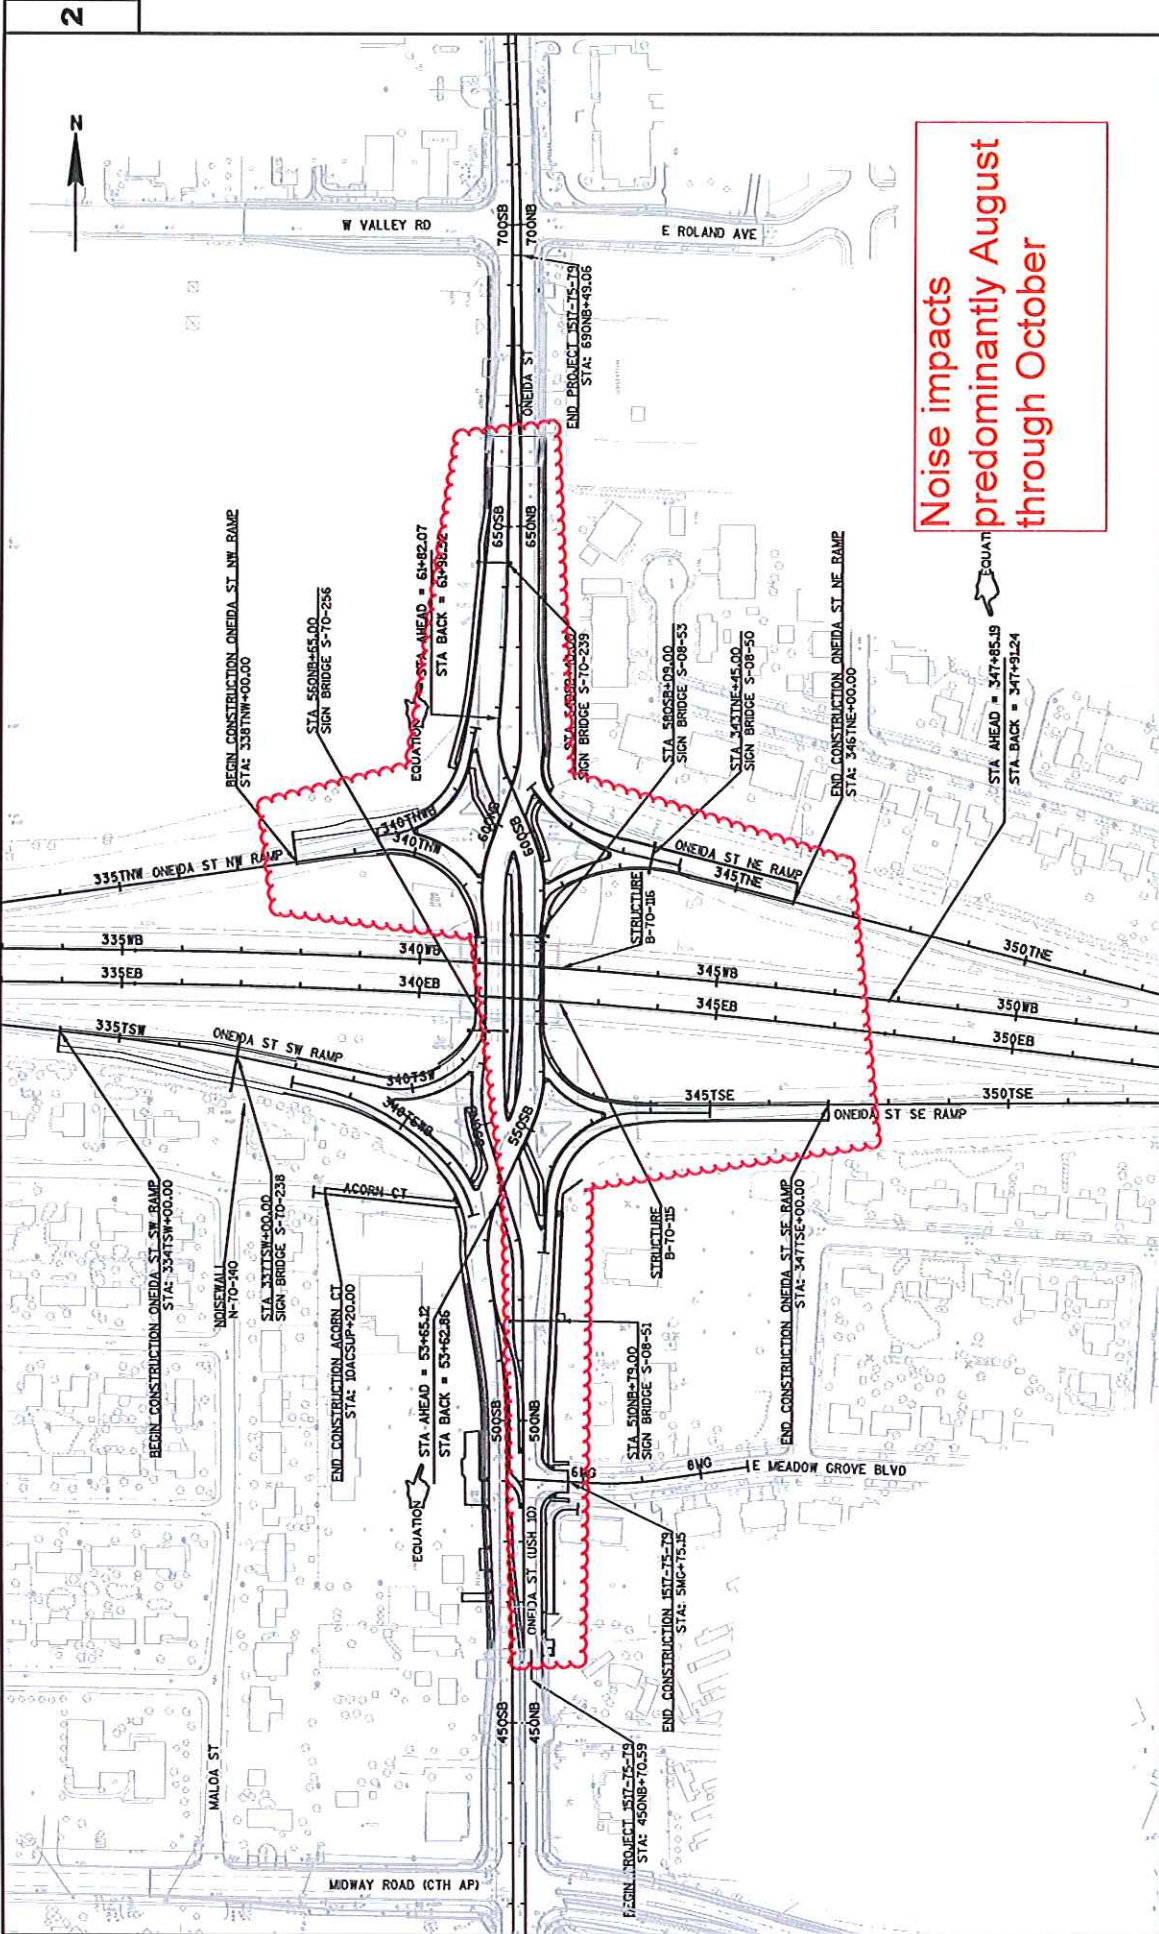 2
N
W VALLEY RD
E ROLAND AVE
700SB
700NB
END PROJECT 1517-75-79
STA: 690NB+49.06
ONEIDA ST
Noise impacts
predominantly August
through October
650SB
650NB
BEGIN CONSTRUCTION ONEIDA ST NW RAMP
STA: 338TNW+00.00
STA 560NB+65.00
SIGN BRIDGE S-70-256
EQUATION
STA AHEAD = 61+82.07
STA BACK =
SIGN BRIDGE S-70-239
STA 580SB+09.00
SIGN BRIDGE S-08-53
STA 343TNE+45.00
SIGN BRIDGE S-08-50
END CONSTRUCTION ONEIDA ST NE RAMP
STA: 346TNE+00.00
EQUATI
STA AHEAD = 347+85.19
STA BACK = 347+91.24
335TNW ONEIDA ST NW RAMP
340TNWB
340TNW
600NB
600SB
ONEIDA ST NE RAMP
345TNE
350TNE
STRUCTURE
B-70-116
335WB
340WB
345WB
350WB
335EB
340EB
345EB
350EB
335TSW
ONEIDA ST SW RAMP
340TSW
340TSWB
550SB
345TSE
350TSE
ONEIDA ST SE RAMP
ACORN CT
BEGIN CONSTRUCTION ONEIDA ST SW RAMP
STA: 334TSW+00.00
NOISEWALL
N-70-140
STA 337TSW+00.00
SIGN BRIDGE S-70-238
END CONSTRUCTION ACORN CT
STA: 10ACSUP+20.00
EQUATION
STA AHEAD = 53+65.12
STA BACK = 53+62.86
STRUCTURE
B-70-115
STA 510NB+79.00
SIGN BRIDGE S-08-51
END CONSTRUCTION ONEIDA ST SE RAMP
STA: 347TSE+00.00
500SB
500NB
6MG
8MG
E MEADOW GROVE BLVD
ONEIDA ST (USH 10)
END CONSTRUCTION 1517-75-79
STA: 5MG+75.15
450SB
450NB
BEGIN PROJECT 1517-75-79
STA: 450NB+70.59
MALOA ST
MIDWAY ROAD (CTH AP)